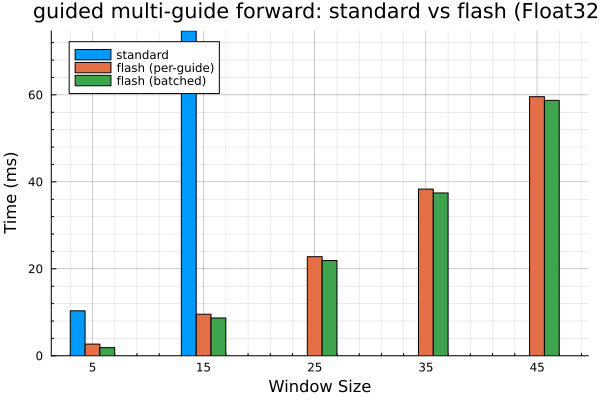 guided multi-guide forward: standard vs flash (Float32
standard
flash (per-guide)
flash (batched)
Time (ms)
60
40
20
0
5 15 25 35 45
Window Size